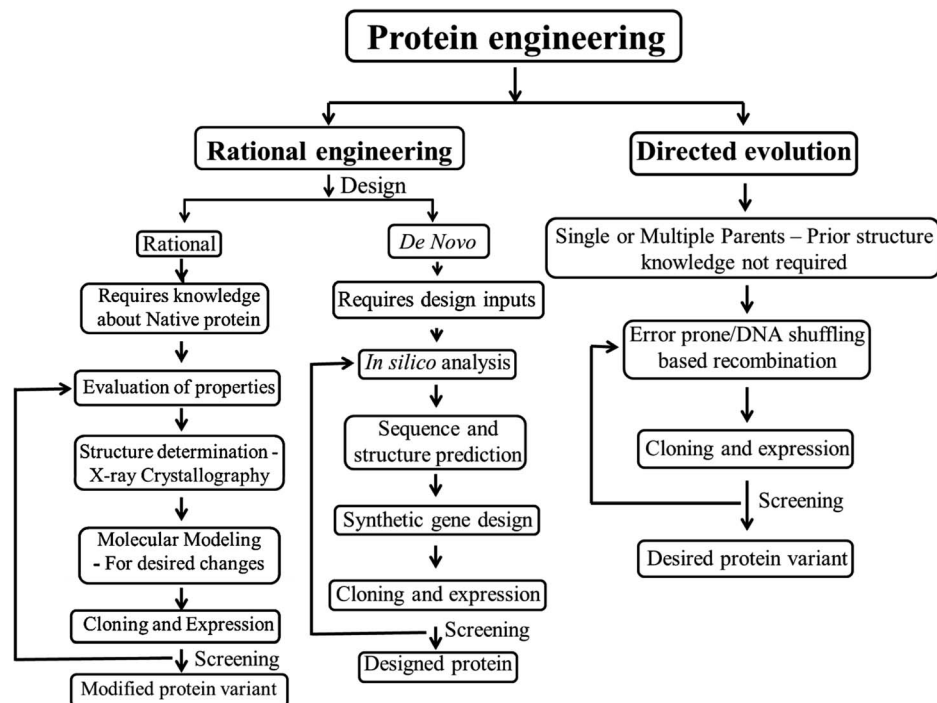 Protein engineering
Rational engineering
Design
Rational
Requires knowledge
about Native protein
Evaluation of properties
Structure determination -
X-ray Crystallography
Molecular Modeling
- For desired changes
Cloning and Expression
Screening
Modified protein variant
De Novo
Requires design inputs
In silico analysis
Sequence and
structure prediction
Synthetic gene design
Cloning and expression
Screening
Designed protein
Directed evolution
Single or Multiple Parents – Prior structure
knowledge not required
Error prone/DNA shuffling
based recombination
Cloning and expression
Screening
Desired protein variant